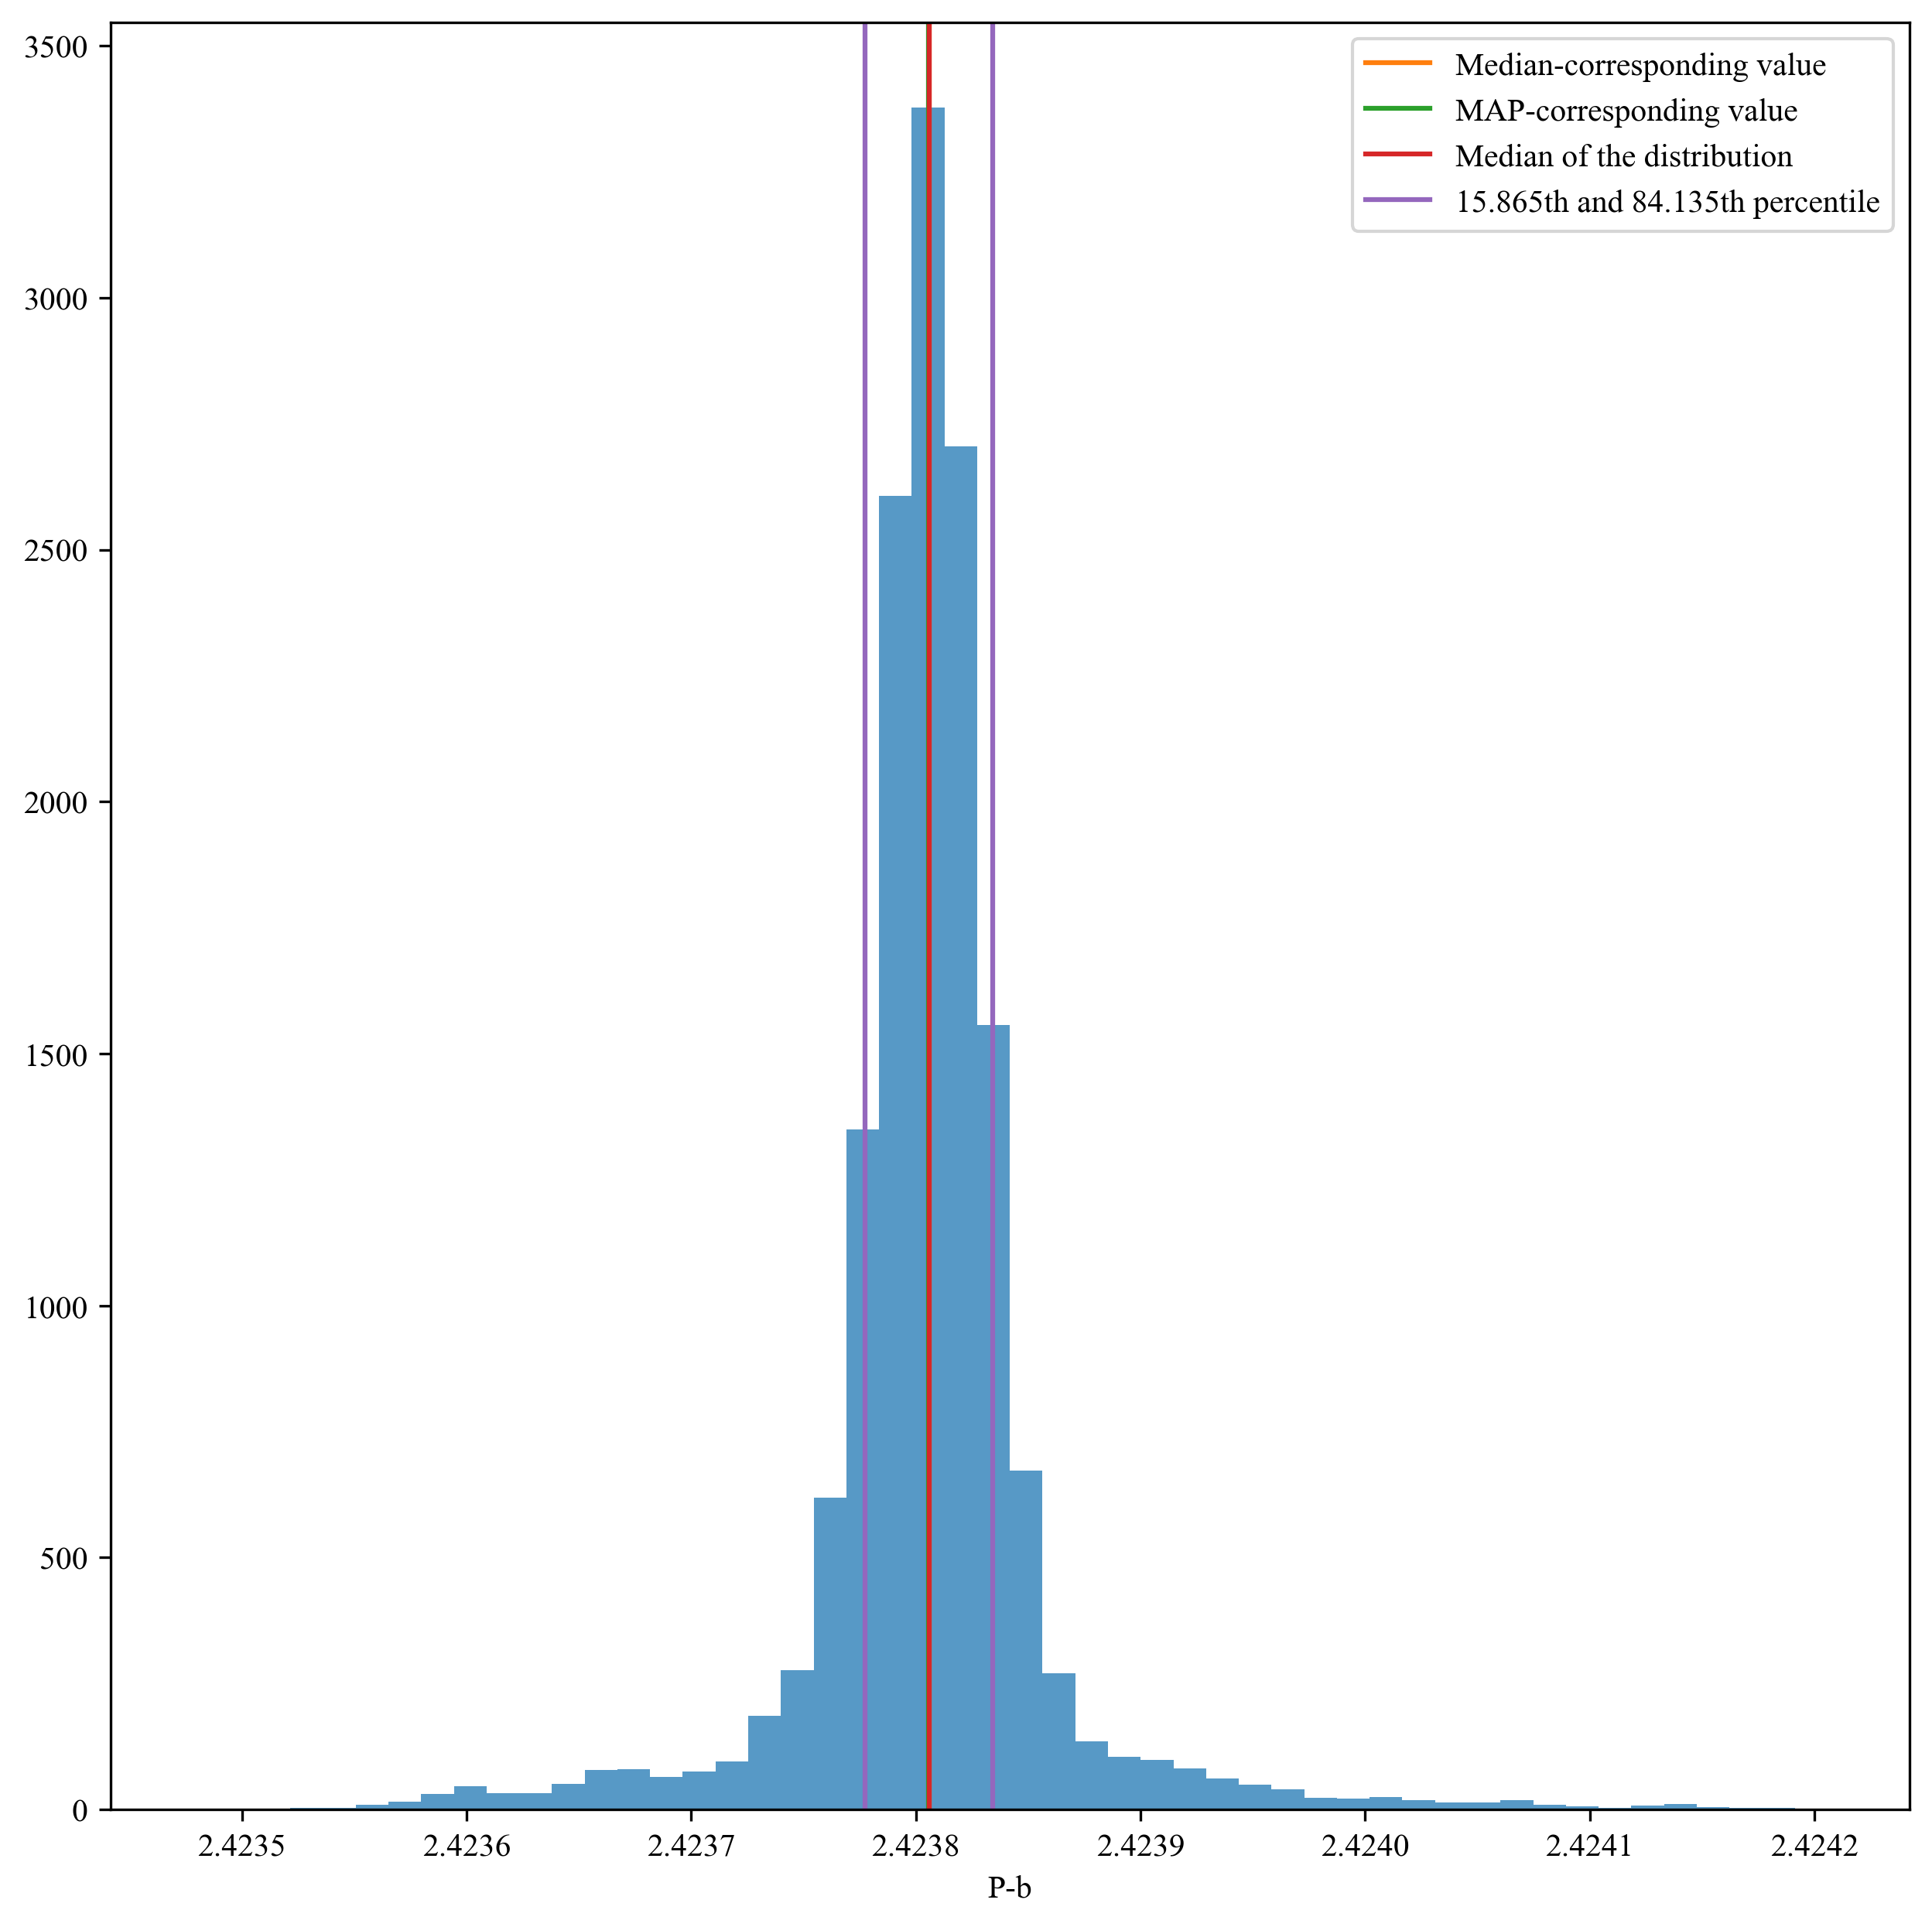 3500
3000
2500
2000
1500
1000
500
0
Median-corresponding value
MAP-corresponding value
Median of the distribution
15.865th and 84.135th percentile
2.4235 2.4236 2.4237 2.4238 2.4239 2.4240 2.4241 2.4242
P-b